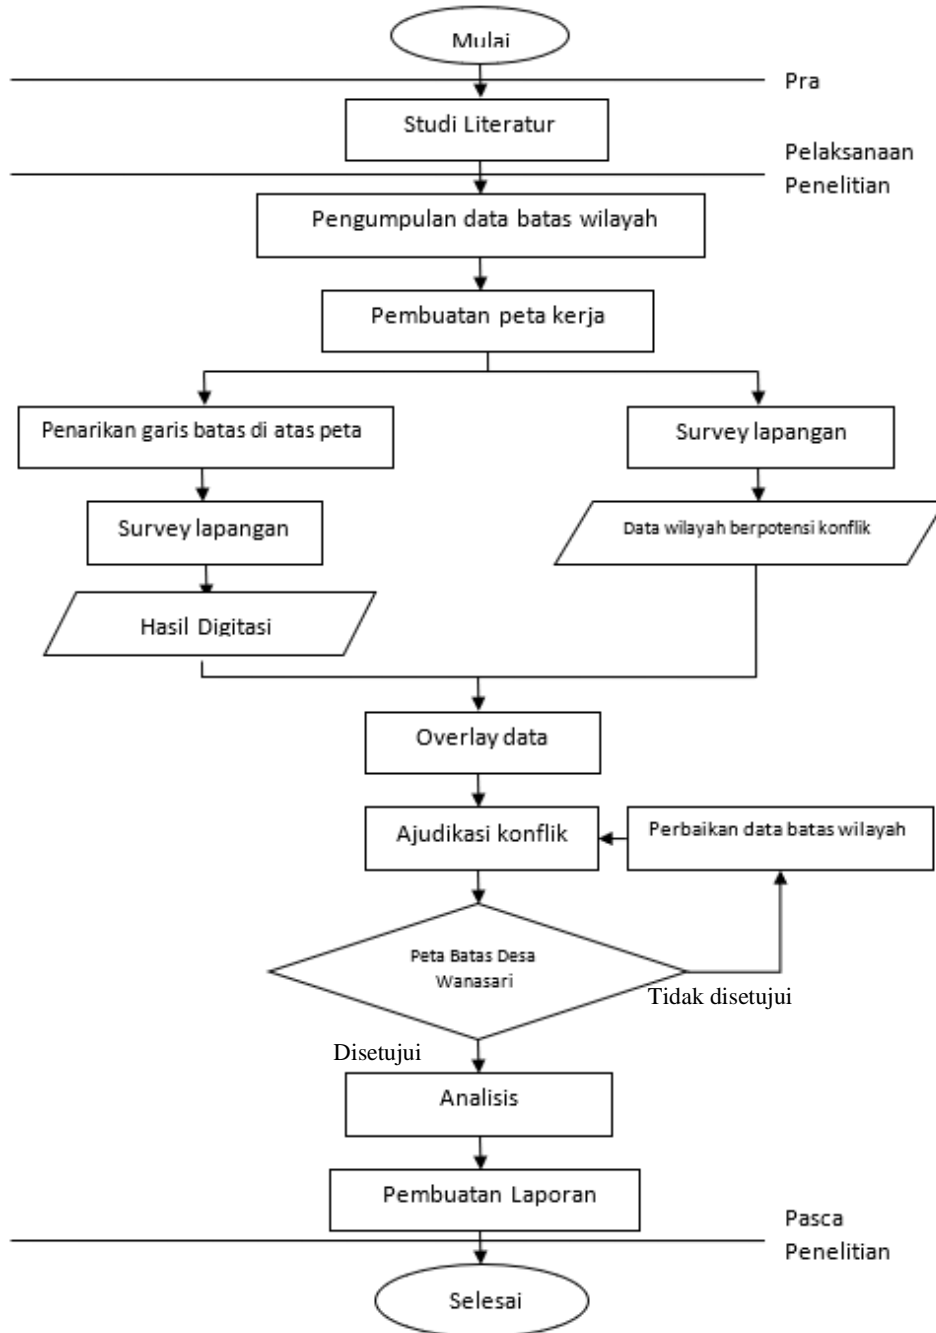 Mulai
Pra
Studi Literatur
Pelaksanaan
Penelitian
Pengumpulan data batas wilayah
Pembuatan peta kerja
Penarikan garis batas di atas peta
Survey lapangan
Survey lapangan
Data wilayah berpotensi konflik
Hasil Digitasi
Overlay data
Ajudikasi konflik
Perbaikan data batas wilayah
Peta Batas Desa
Wanasari
Tidak disetujui
Disetujui
Analisis
Pembuatan Laporan
Pasca
Penelitian
Selesai